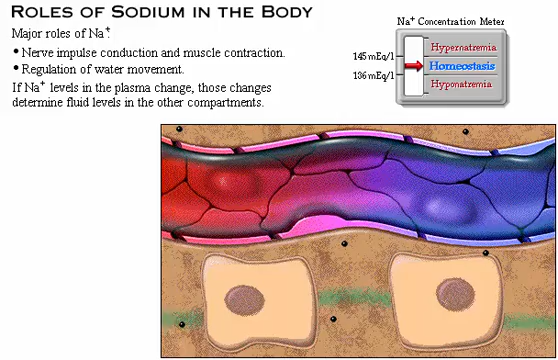 ROLES OF SODIUM IN THE BODY
Major roles of Na⁺:
• Nerve impulse conduction and muscle contraction.
• Regulation of water movement.
If Na⁺ levels in the plasma change, those changes
determine fluid levels in the other compartments.
Na⁺ Concentration Meter
Hypernatremia
145 mEq/l
Homeostasis
136 mEq/l
Hyponatremia